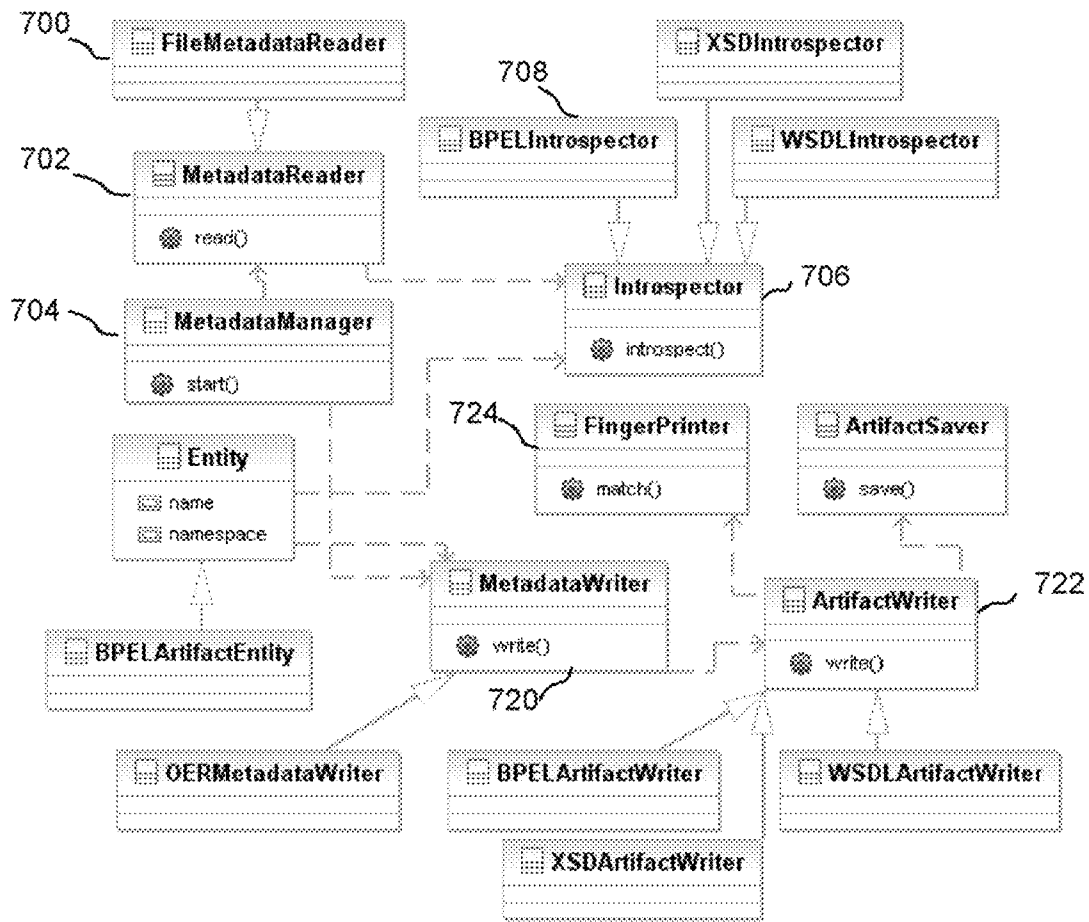 700
FileMetadataReader
XSDIntrospector
708
BPELIntrospector
WSDLIntrospector
702
MetadataReader
read()
704
MetadataManager
start()
Introspector
706
introspect()
724
FingerPrinter
match()
ArtifactSaver
save()
Entity
name
namespace
MetadataWriter
write()
720
ArtifactWriter
722
write()
BPELArtifactEntity
OERMetadataWriter
BPELArtifactWriter
WSDLArtifactWriter
XSDArtifactWriter